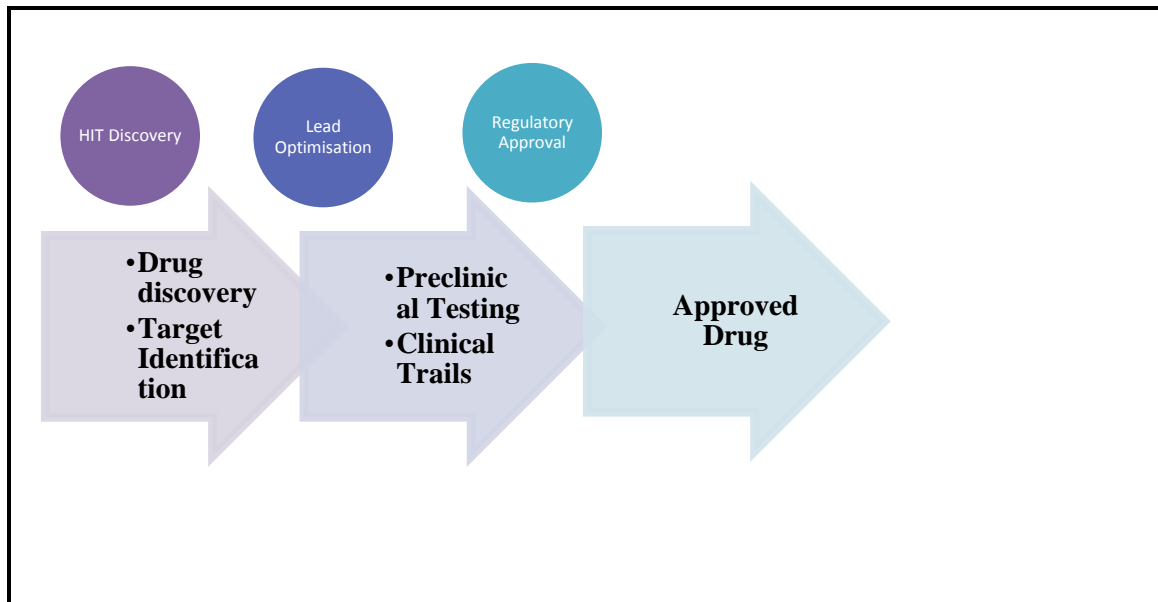 HIT Discovery
Lead
Optimisation
Regulatory
Approval
•Drug
discovery
•Target
Identifica
tion
•Preclinic
al Testing
•Clinical
Trails
Approved
Drug